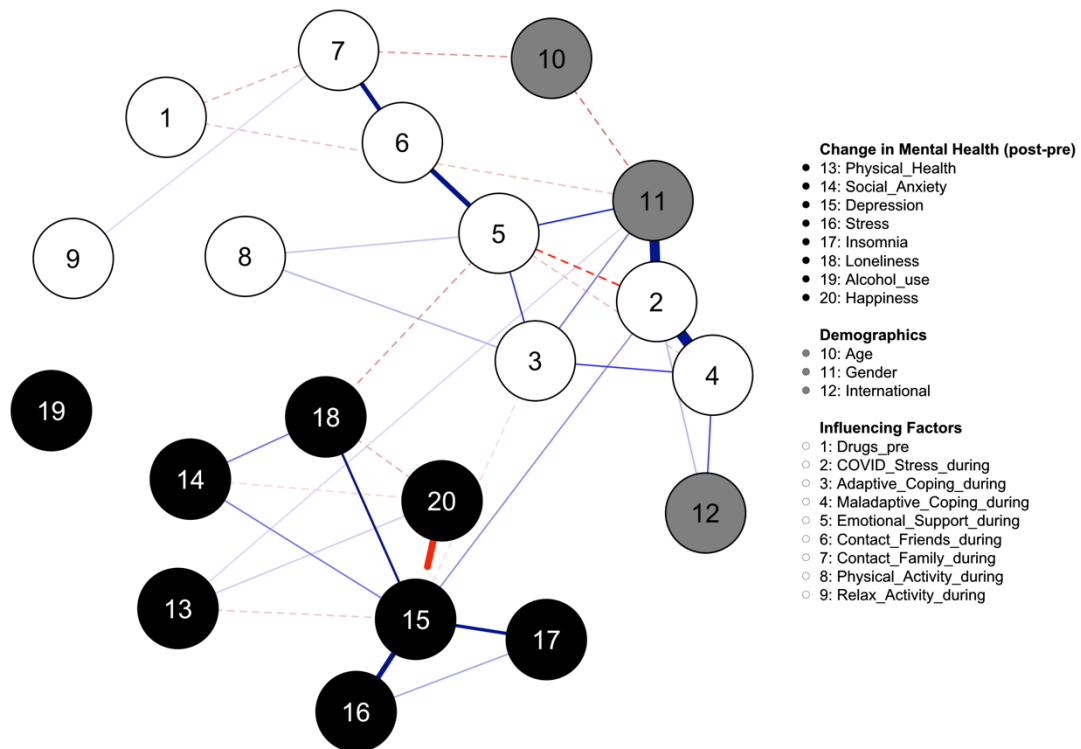 7
10
1
6
11
5
9
8
2
3
4
19
18
14
20
12
13
15
17
16
Change in Mental Health (post-pre)
13: Physical_Health
14: Social_Anxiety
15: Depression
16: Stress
17: Insomnia
18: Loneliness
19: Alcohol_use
20: Happiness
Demographics
10: Age
11: Gender
12: International
Influencing Factors
1: Drugs_pre
2: COVID_Stress_during
3: Adaptive_Coping_during
4: Maladaptive_Coping_during
5: Emotional_Support_during
6: Contact_Friends_during
7: Contact_Family_during
8: Physical_Activity_during
9: Relax_Activity_during